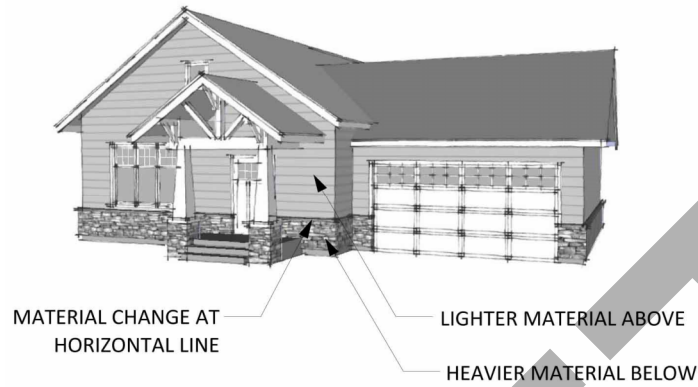 MATERIAL CHANGE AT
HORIZONTAL LINE
LIGHTER MATERIAL ABOVE
HEAVIER MATERIAL BELOW